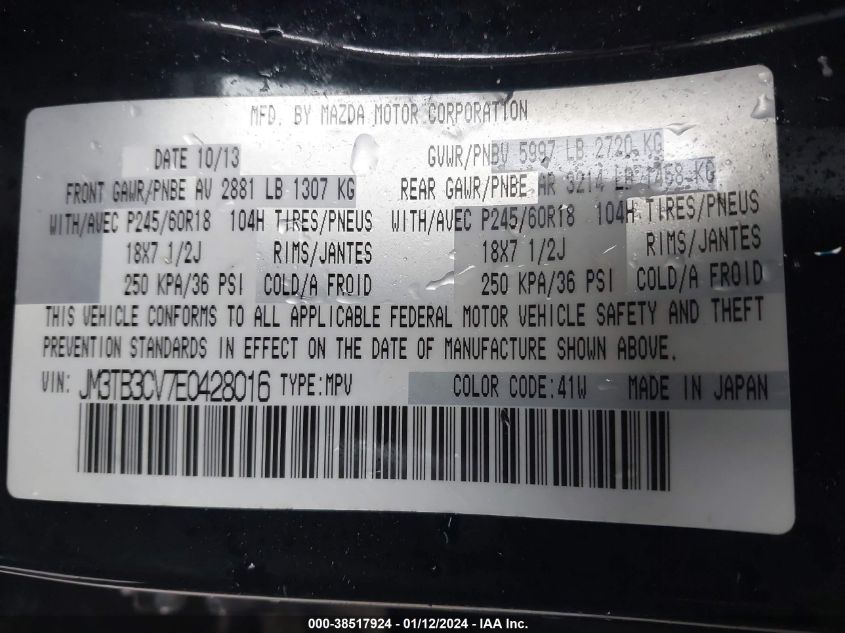 MFD. BY MAZDA MOTOR CORPORATION
DATE 10/13 GVWR/PNBV 5997 LB 2720 KG
FRONT GAWR/PNBE AV 2881 LB 1307 KG REAR GAWR/PNBE AR 3214 LB 1458 KG
WITH/AVEC P245/60R18 104H TIRES/PNEUS WITH/AVEC P245/60R18 104H TIRES/PNEUS
18X7 1/2J RIMS/JANTES 18X7 1/2J RIMS/JANTES
250 KPA/36 PSI COLD/A FROID 250 KPA/36 PSI COLD/A FROID
THIS VEHICLE CONFORMS TO ALL APPLICABLE FEDERAL MOTOR VEHICLE SAFETY AND THEFT
PREVENTION STANDARDS IN EFFECT ON THE DATE OF MANUFACTURE SHOWN ABOVE.
VIN: JM3TB3CV7E0428016 TYPE:MPV COLOR CODE:41W MADE IN JAPAN
000-38517924 - 01/12/2024 - IAA Inc.